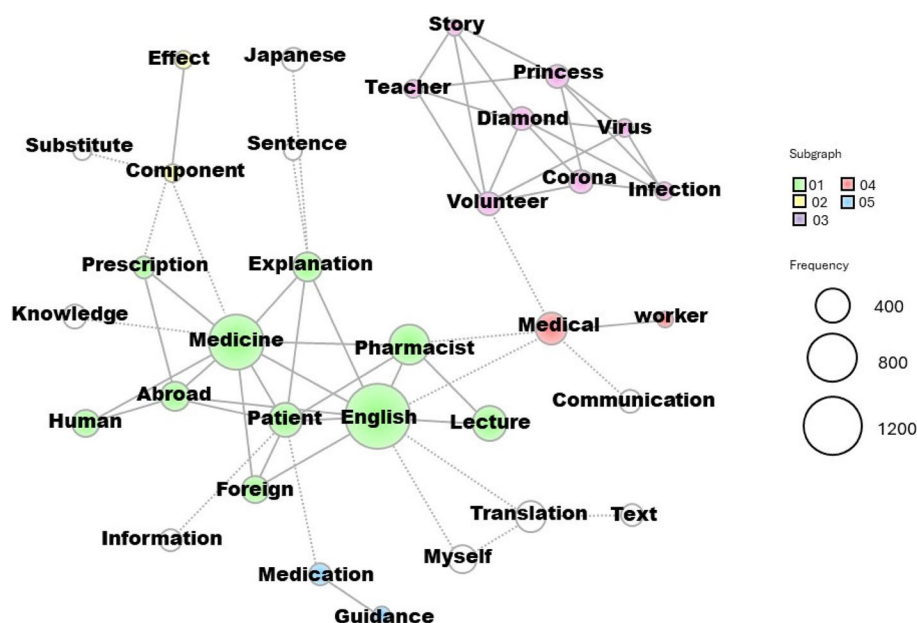 Story
Effect
Japanese
Princess
Teacher
Diamond
Virus
Substitute
Sentence
Component
Corona
Infection
Volunteer
Subgraph
01
04
02
05
03
Prescription
Explanation
Frequency
400
Knowledge
Medicine
Pharmacist
Medical
worker
800
Abroad
Human
Patient
English
Lecture
Communication
1200
Foreign
Information
Translation
Text
Myself
Medication
Guidance